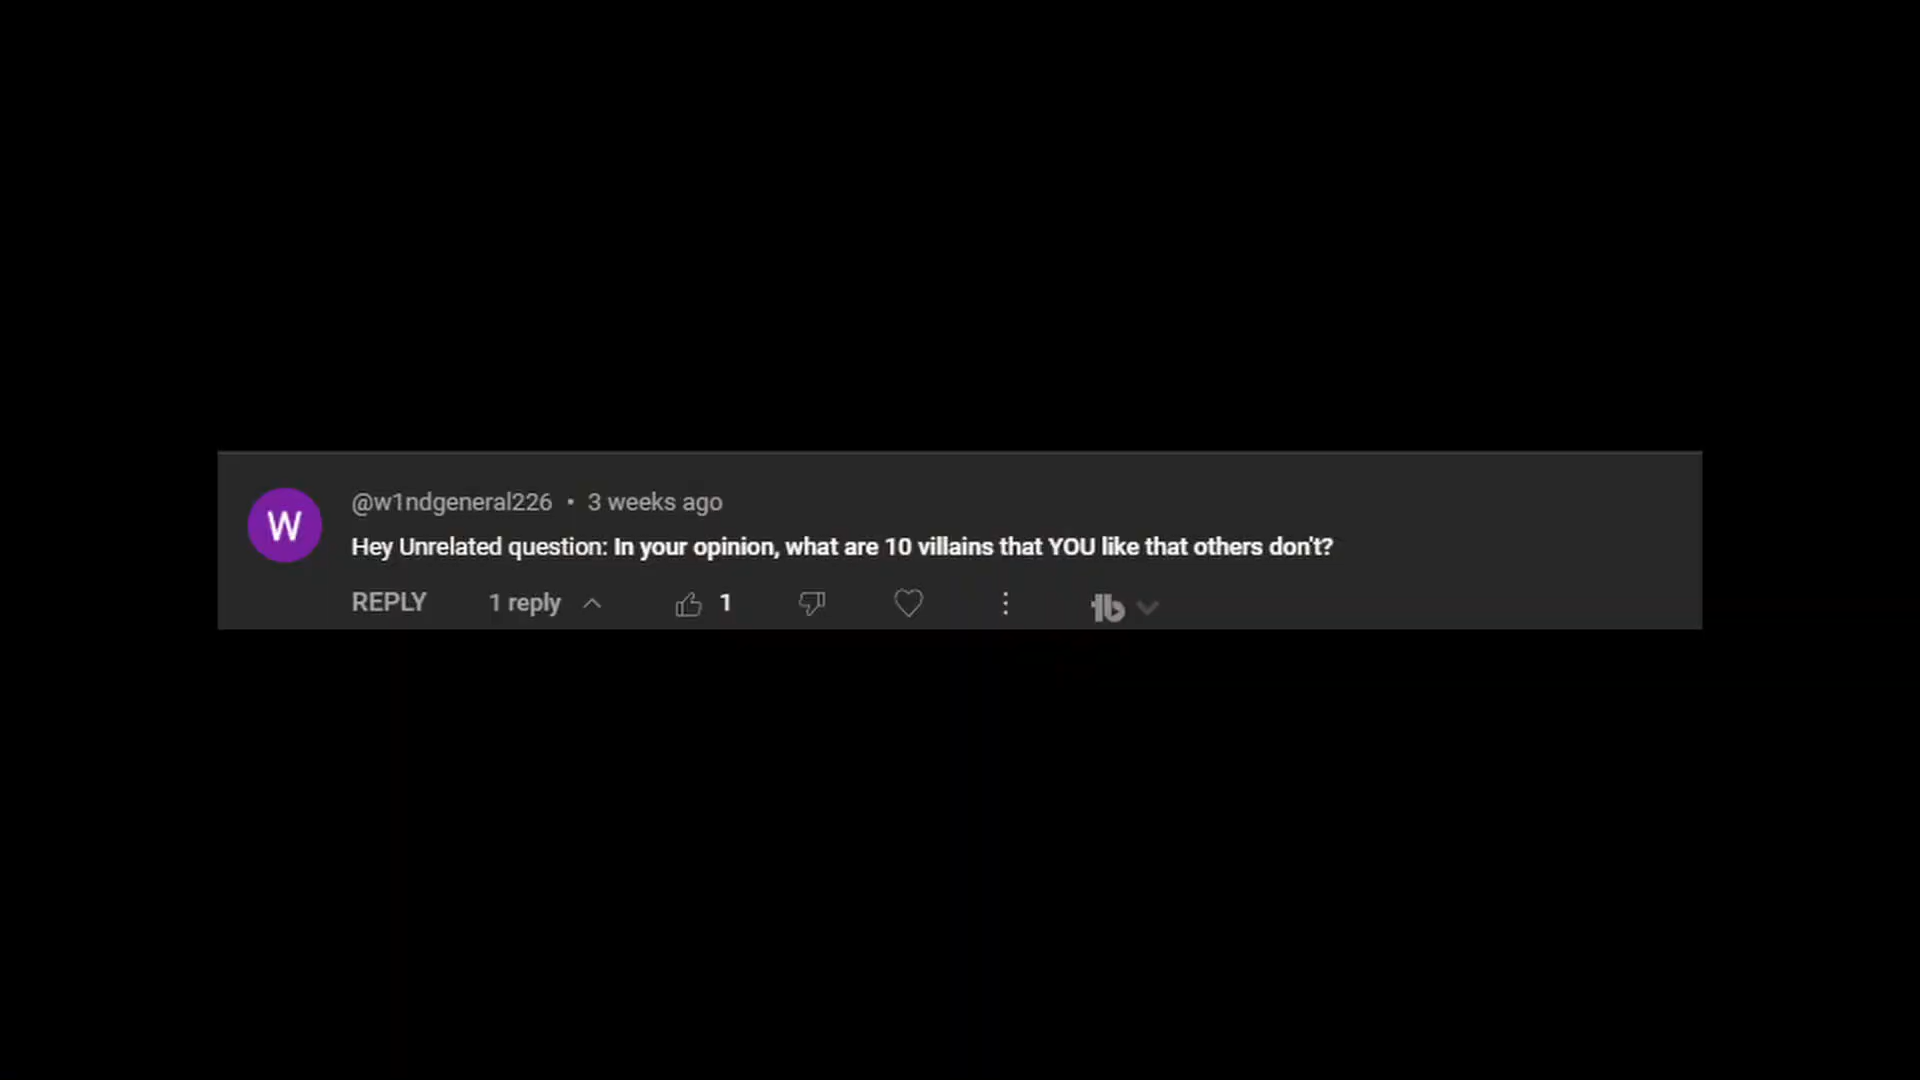 W
@w1ndgeneral226 • 3 weeks ago
Hey Unrelated question: In your opinion, what are 10 villains that YOU like that others don't?
REPLY 1 reply 1 tb